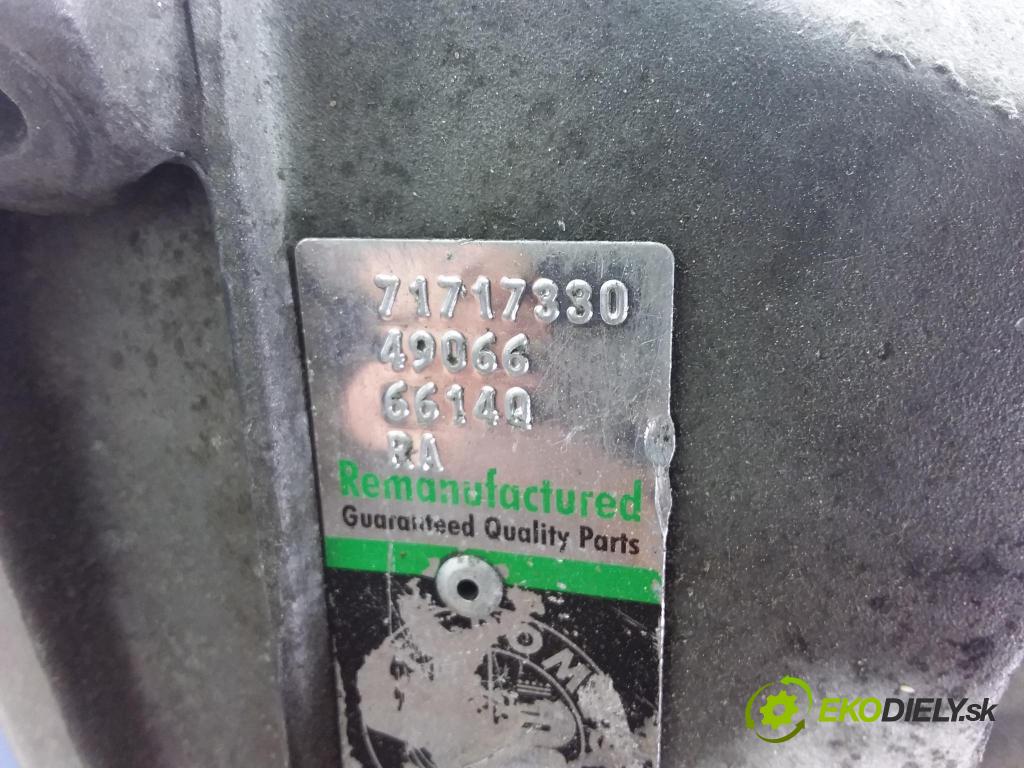 71717330
49066
6614Q
RA
Remanufactured
Guaranteed Quality Parts
EKODIELY.sk